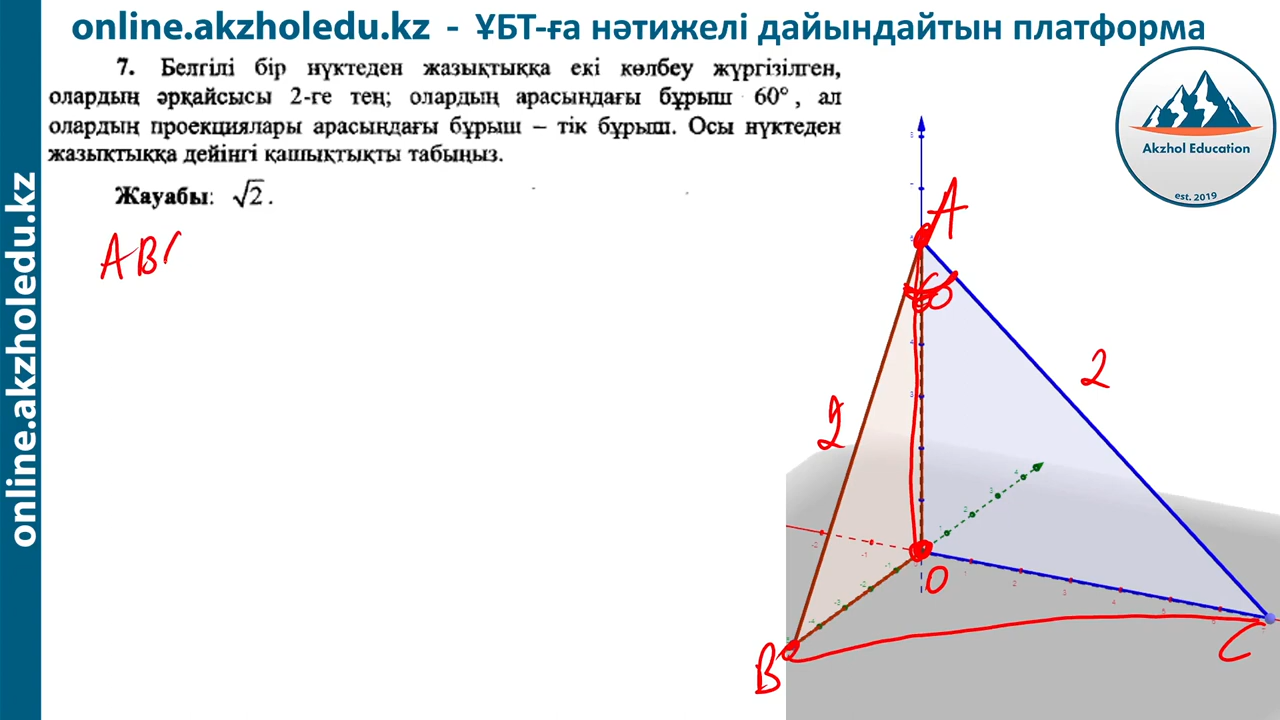 online.akzholedu.kz - ҰБТ-ға нәтижелі дайындайтын платформа
7. Белгілі бір нүктеден жазықтыққа екі көлбеу жүргізілген,
олардың әрқайсысы 2-ге тең; олардың арасындағы бұрыш 60°, ал
олардың проекциялары арасындағы бұрыш – тік бұрыш. Осы нүктеден
жазықтыққа дейінгі қашықтықты табыңыз.
Жауабы: √2.
Akzhol Education
est. 2019
online.akzholedu.kz
A
2
2
O
B
C